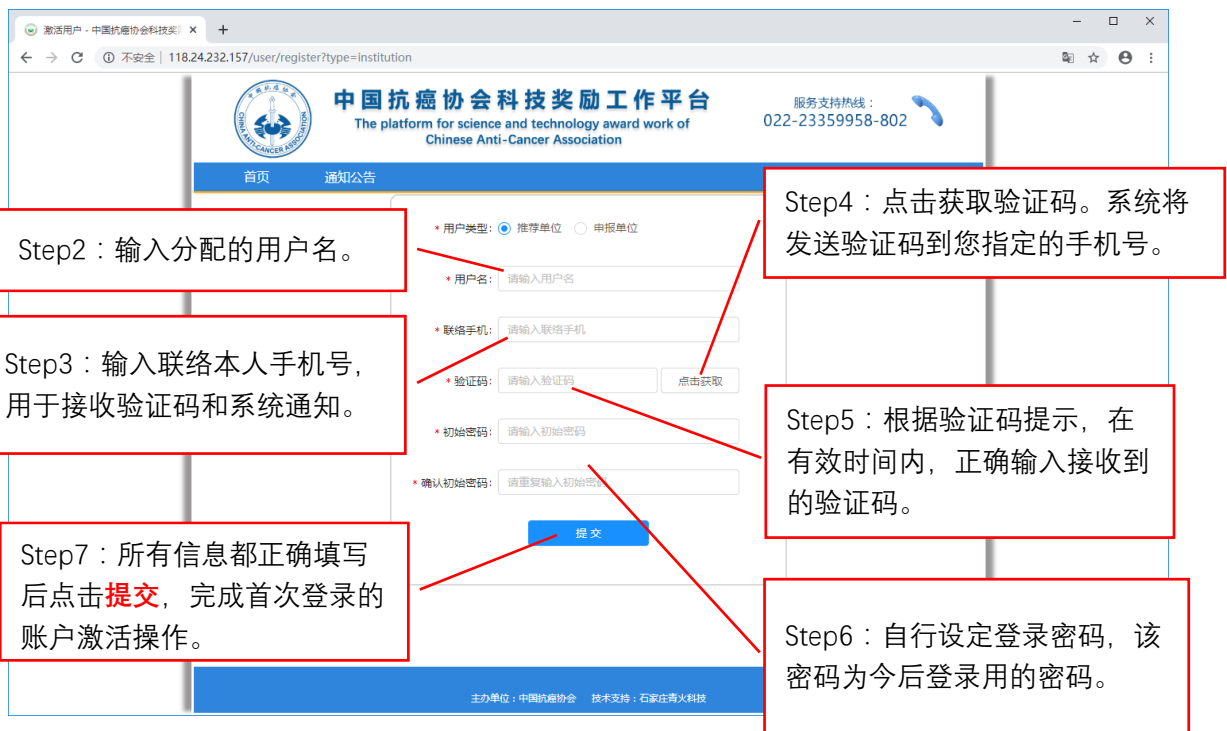 激活用户 - 中国抗癌协会科技奖
不安全 | 118.24.232.157/user/register?type=institution
中国抗癌协会科技奖励工作平台
The platform for science and technology award work of
Chinese Anti-Cancer Association
服务支持热线：
022-23359958-802
CHINESE ANTI-CANCER ASSOCIATION
首页 通知公告
* 用户类型: 推荐单位 申报单位
* 用户名: 请输入用户名
* 联络手机: 请输入联络手机
* 验证码: 请输入验证码 点击获取
* 初始密码: 请输入初始密码
* 确认初始密码: 请重复输入初始密码
提 交
Step2：输入分配的用户名。
Step3：输入联络本人手机号，
用于接收验证码和系统通知。
Step4：点击获取验证码。系统将
发送验证码到您指定的手机号。
Step5：根据验证码提示，在
有效时间内，正确输入接收到
的验证码。
Step6：自行设定登录密码，该
密码为今后登录用的密码。
Step7：所有信息都正确填写
后点击提交，完成首次登录的
账户激活操作。
主办单位：中国抗癌协会 技术支持：石家庄青火科技